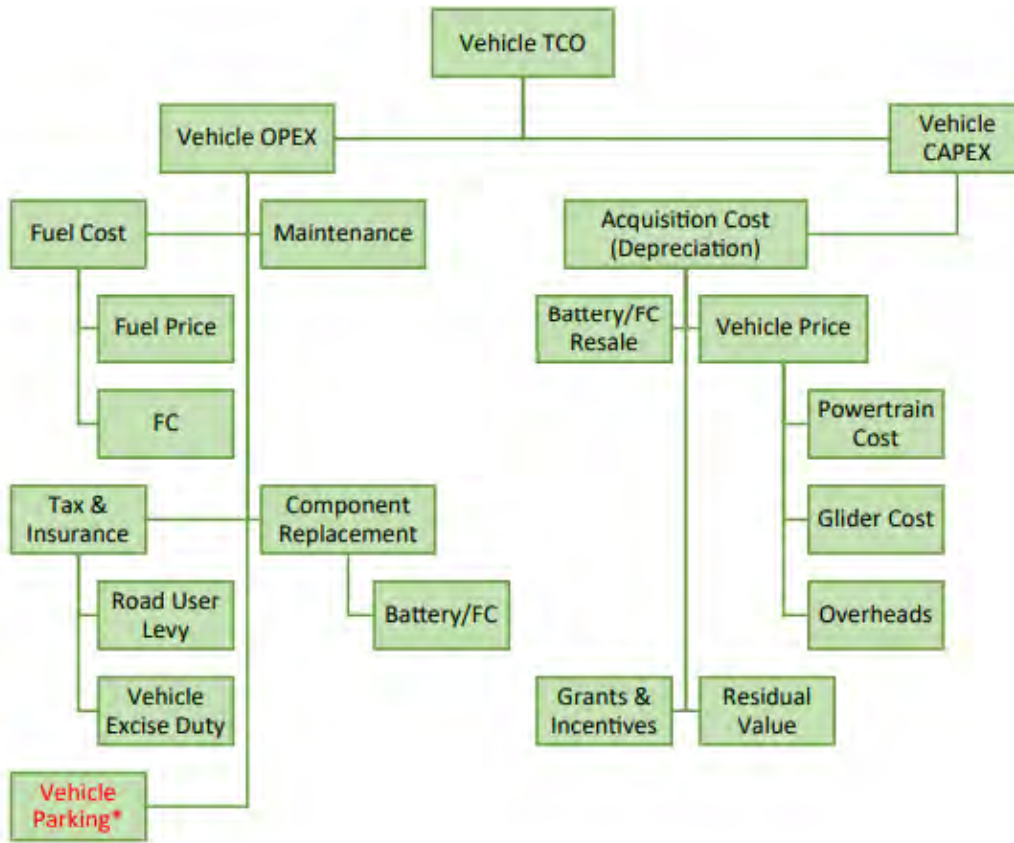 Vehicle TCO
Vehicle OPEX
Vehicle
CAPEX
Fuel Cost
Maintenance
Acquisition Cost
(Depreciation)
Fuel Price
Battery/FC
Resale
Vehicle Price
FC
Powertrain
Cost
Tax &
Insurance
Component
Replacement
Glider Cost
Road User
Levy
Battery/FC
Overheads
Vehicle
Excise Duty
Grants &
Incentives
Residual
Value
Vehicle
Parking*